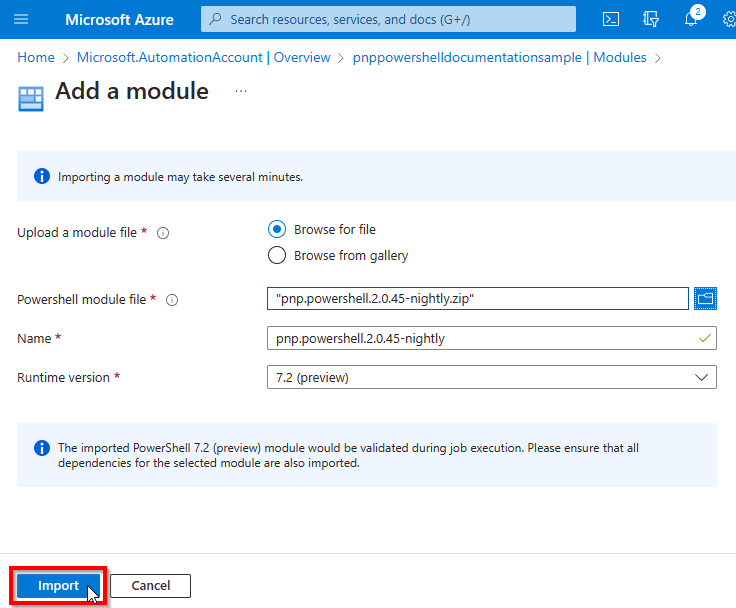 Microsoft Azure
Search resources, services, and docs (G+/)
2
Home > Microsoft.AutomationAccount | Overview > pnppowershelldocumentationsample | Modules >
Add a module ...
Importing a module may take several minutes.
Upload a module file *
Browse for file
Browse from gallery
Powershell module file *
"pnp.powershell.2.0.45-nightly.zip"
Name *
pnp.powershell.2.0.45-nightly
Runtime version *
7.2 (preview)
The imported PowerShell 7.2 (preview) module would be validated during job execution. Please ensure that all
dependencies for the selected module are also imported.
Import
Cancel